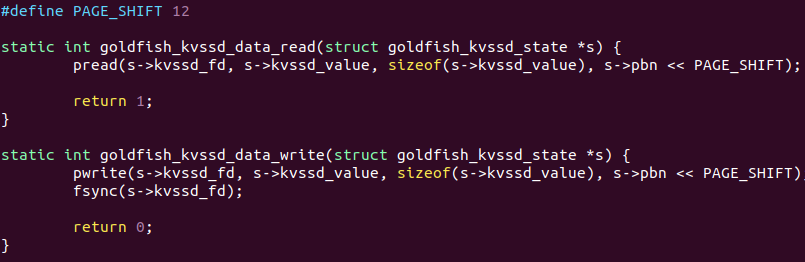 #define PAGE_SHIFT 12
static int goldfish_kvssd_data_read(struct goldfish_kvssd_state *s) {
pread(s->kvssd_fd, s->kvssd_value, sizeof(s->kvssd_value), s->pbn << PAGE_SHIFT);
return 1;
}
static int goldfish_kvssd_data_write(struct goldfish_kvssd_state *s) {
pwrite(s->kvssd_fd, s->kvssd_value, sizeof(s->kvssd_value), s->pbn << PAGE_SHIFT)
fsync(s->kvssd_fd);
return 0;
}